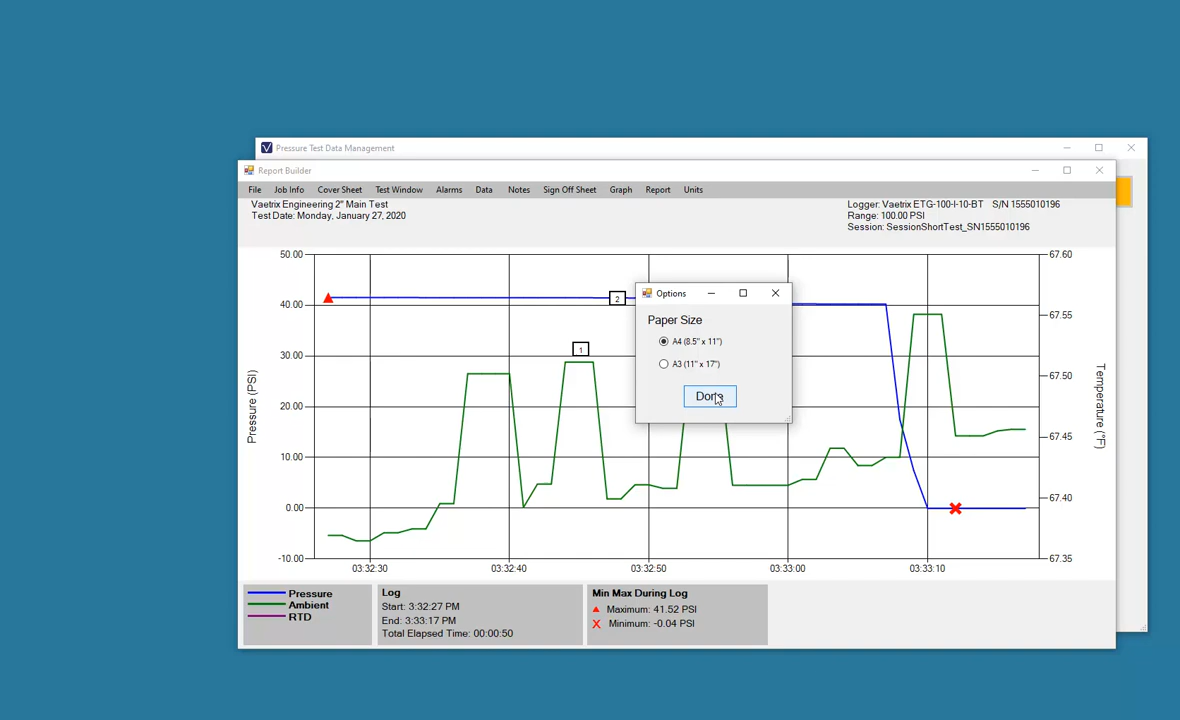 Pressure Test Data Management
Report Builder
File Job Info Cover Sheet Test Window Alarms Data Notes Sign Off Sheet Graph Report Units
Vaetrix Engineering 2" Main Test
Test Date: Monday, January 27, 2020
Logger: Vaetrix ETG-100-I-10-BT S/N 1555010196
Range: 100.00 PSI
Session: SessionShortTest_SN1555010196
50.00
40.00
30.00
20.00
10.00
0.00
-10.00
Pressure (PSI)
67.60
67.55
67.50
67.45
67.40
67.35
Temperature (°F)
1
2
Options
Paper Size
A4 (8.5" x 11")
A3 (11" x 17")
Done
03:32:30 03:32:40 03:32:50 03:33:00 03:33:10
Pressure
Ambient
RTD
Log
Start: 3:32:27 PM
End: 3:33:17 PM
Total Elapsed Time: 00:00:50
Min Max During Log
Maximum: 41.52 PSI
Minimum: -0.04 PSI